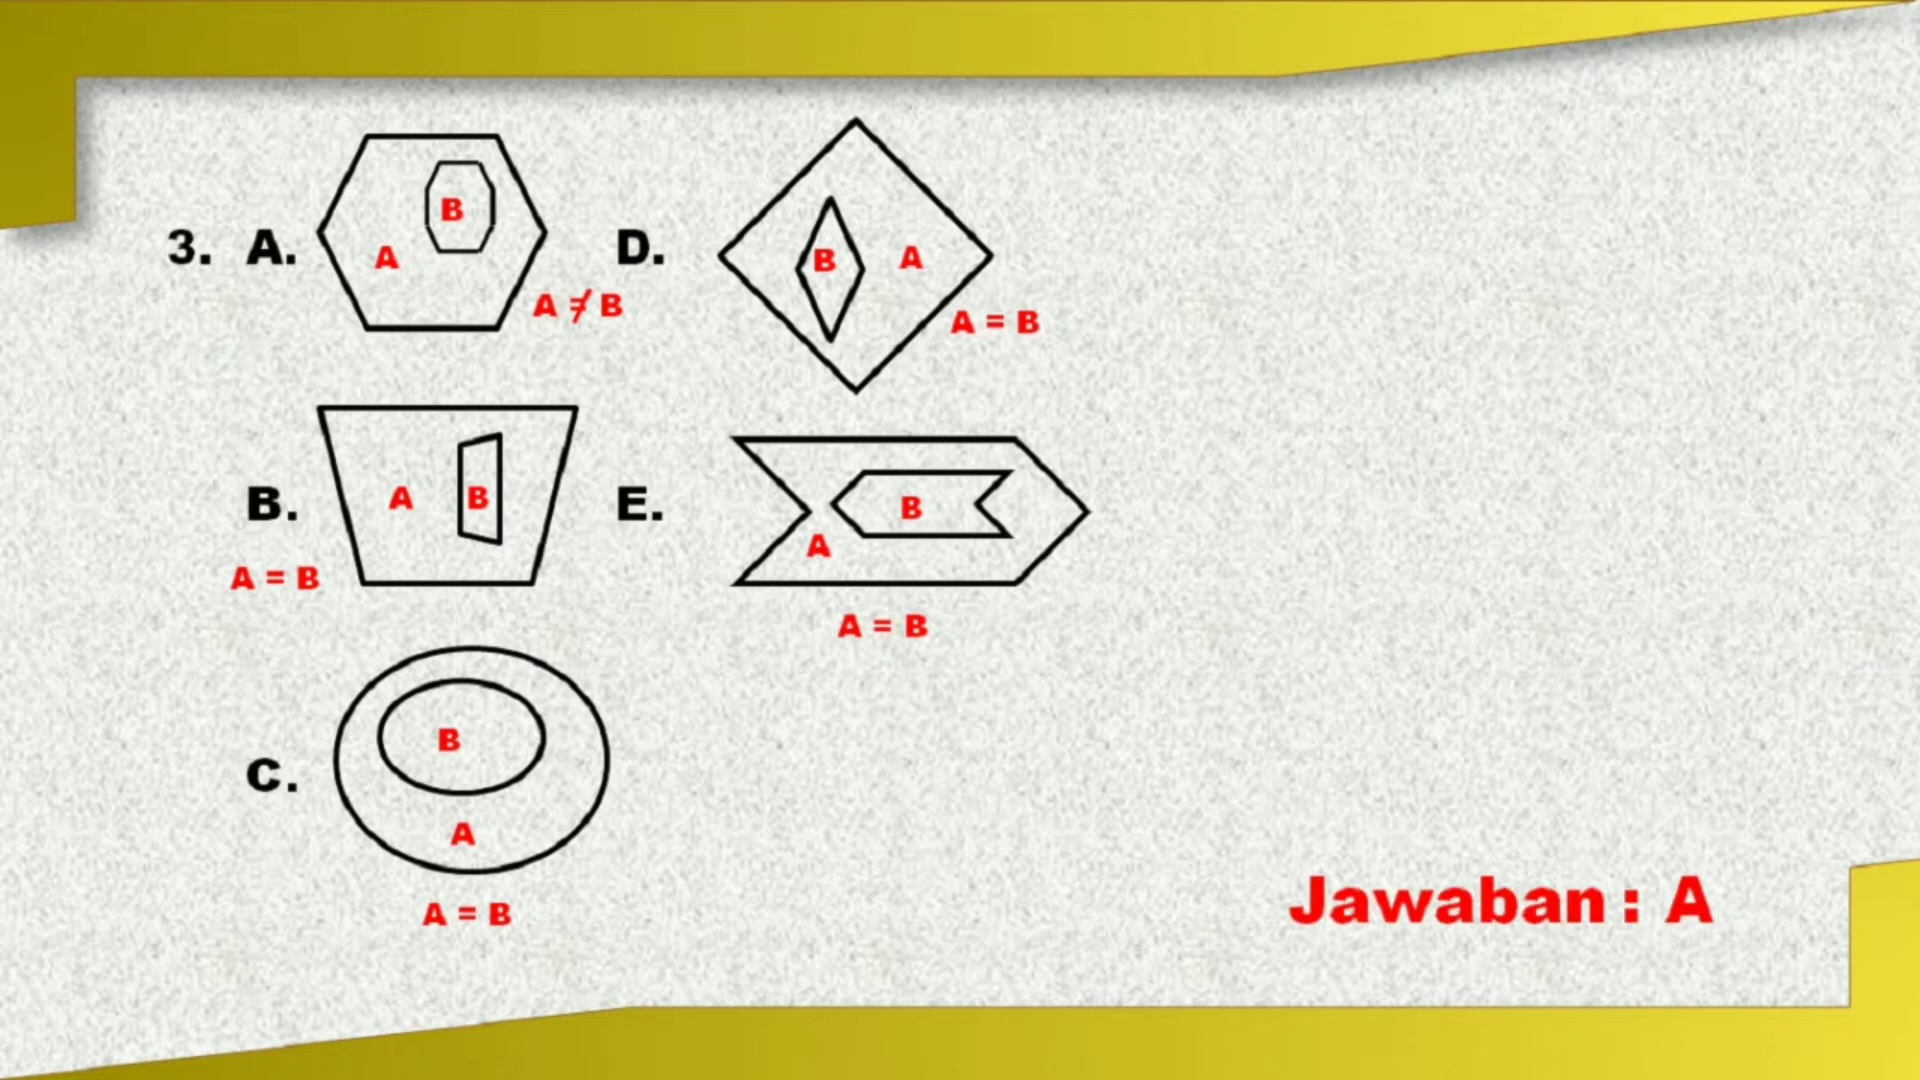 3. A.
A
B
A ≠ B
D.
B
A
A = B
B.
A
B
A = B
E.
B
A
A = B
C.
B
A
A = B
Jawaban : A